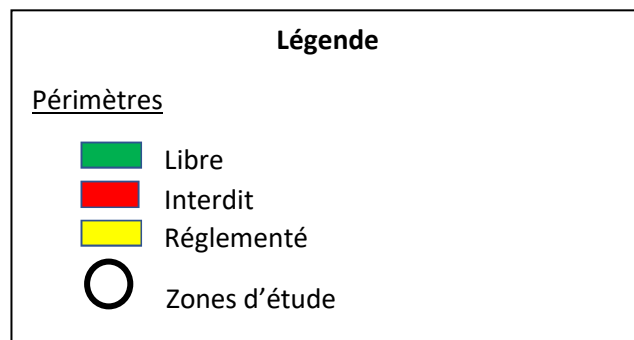 Légende
Périmètres
Libre
Interdit
Réglementé
Zones d'étude